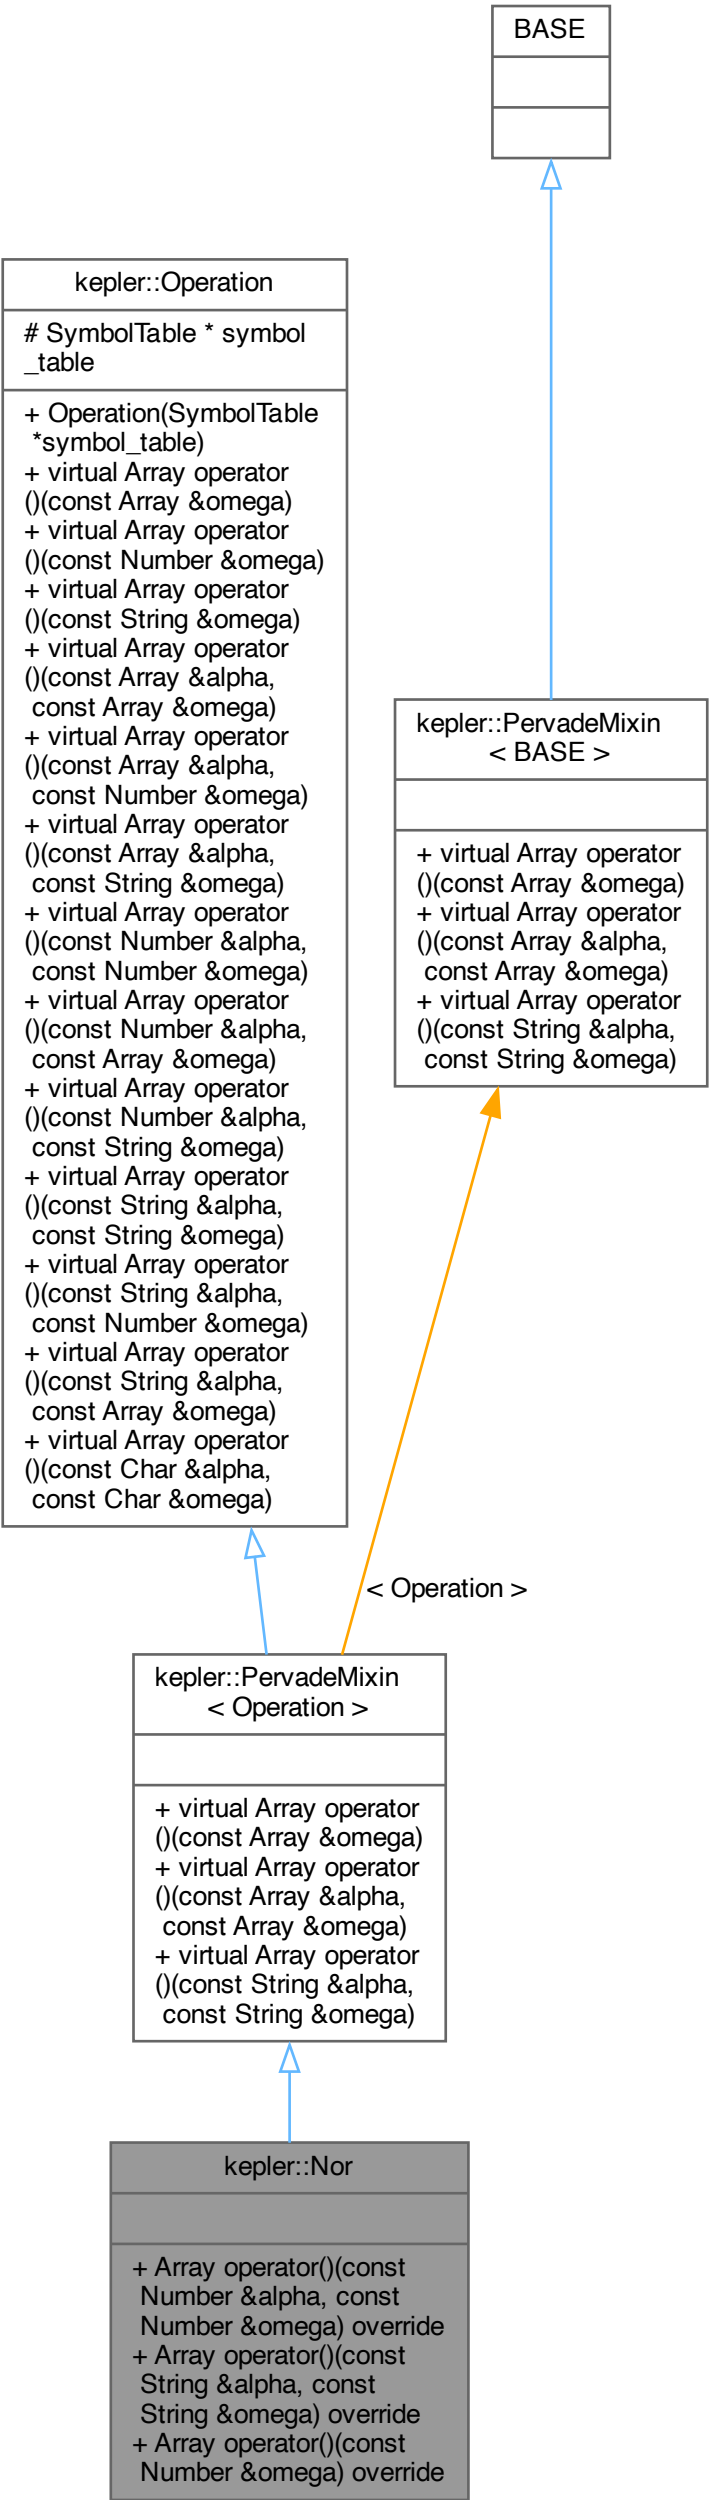 BASE
kepler::Operation
# SymbolTable * symbol
_table
+ Operation(SymbolTable
*symbol_table)
+ virtual Array operator
()(const Array &omega)
+ virtual Array operator
()(const Number &omega)
+ virtual Array operator
()(const String &omega)
+ virtual Array operator
()(const Array &alpha,
const Array &omega)
+ virtual Array operator
()(const Array &alpha,
const Number &omega)
+ virtual Array operator
()(const Array &alpha,
const String &omega)
+ virtual Array operator
()(const Number &alpha,
const Number &omega)
+ virtual Array operator
()(const Number &alpha,
const Array &omega)
+ virtual Array operator
()(const Number &alpha,
const String &omega)
+ virtual Array operator
()(const String &alpha,
const String &omega)
+ virtual Array operator
()(const String &alpha,
const Number &omega)
+ virtual Array operator
()(const String &alpha,
const Array &omega)
+ virtual Array operator
()(const Char &alpha,
const Char &omega)
kepler::PervadeMixin
< BASE >
+ virtual Array operator
()(const Array &omega)
+ virtual Array operator
()(const Array &alpha,
const Array &omega)
+ virtual Array operator
()(const String &alpha,
const String &omega)
< Operation >
kepler::PervadeMixin
< Operation >
+ virtual Array operator
()(const Array &omega)
+ virtual Array operator
()(const Array &alpha,
const Array &omega)
+ virtual Array operator
()(const String &alpha,
const String &omega)
kepler::Nor
+ Array operator()(const
Number &alpha, const
Number &omega) override
+ Array operator()(const
String &alpha, const
String &omega) override
+ Array operator()(const
Number &omega) override